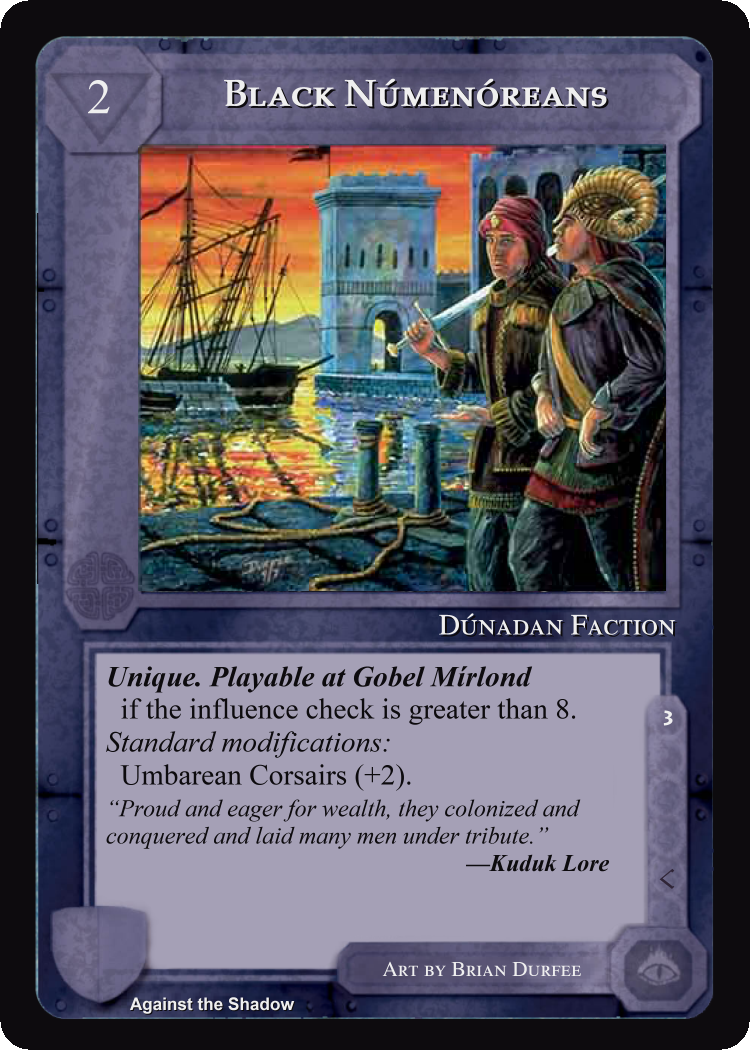 2
Black Númenóreans
Dúnadan Faction
Unique. Playable at Gobel Mírlond
if the influence check is greater than 8.
Standard modifications:
Umbarean Corsairs (+2).
“Proud and eager for wealth, they colonized and
conquered and laid many men under tribute.”
—Kuduk Lore
3
Art by Brian Durfee
Against the Shadow